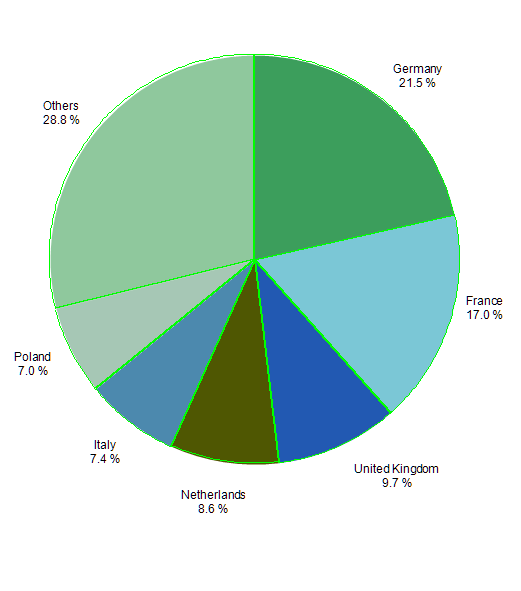 Germany
21.5 %
Others
28.8 %
France
17.0 %
Poland
7.0 %
Italy
7.4 %
United Kingdom
9.7 %
Netherlands
8.6 %